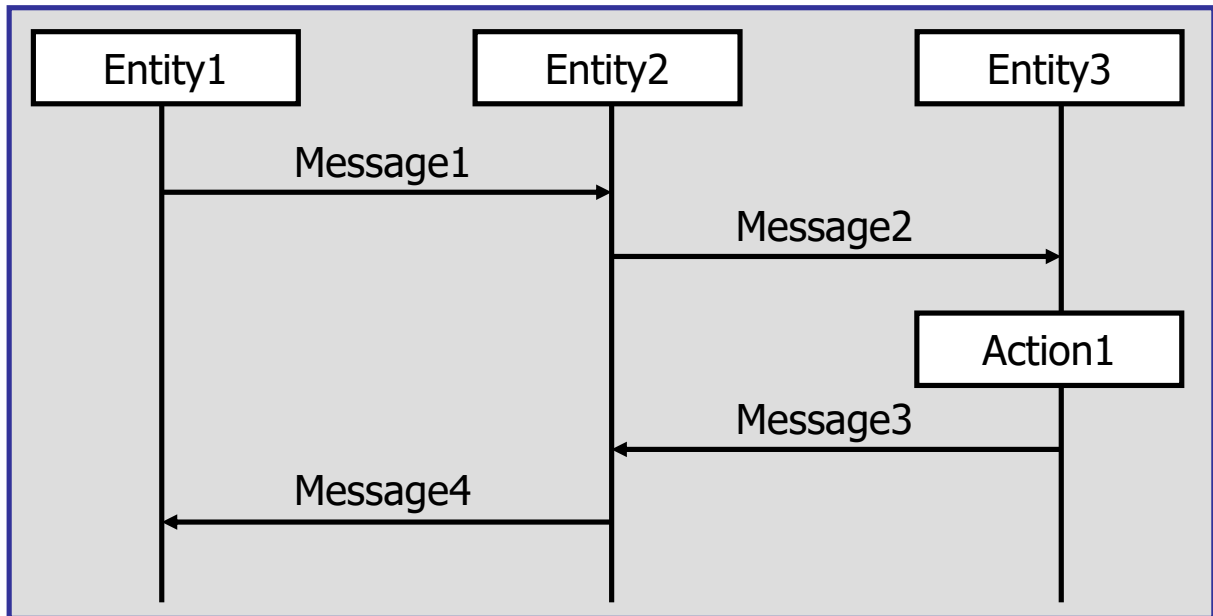 Entity1
Entity2
Entity3
Message1
Message2
Action1
Message3
Message4